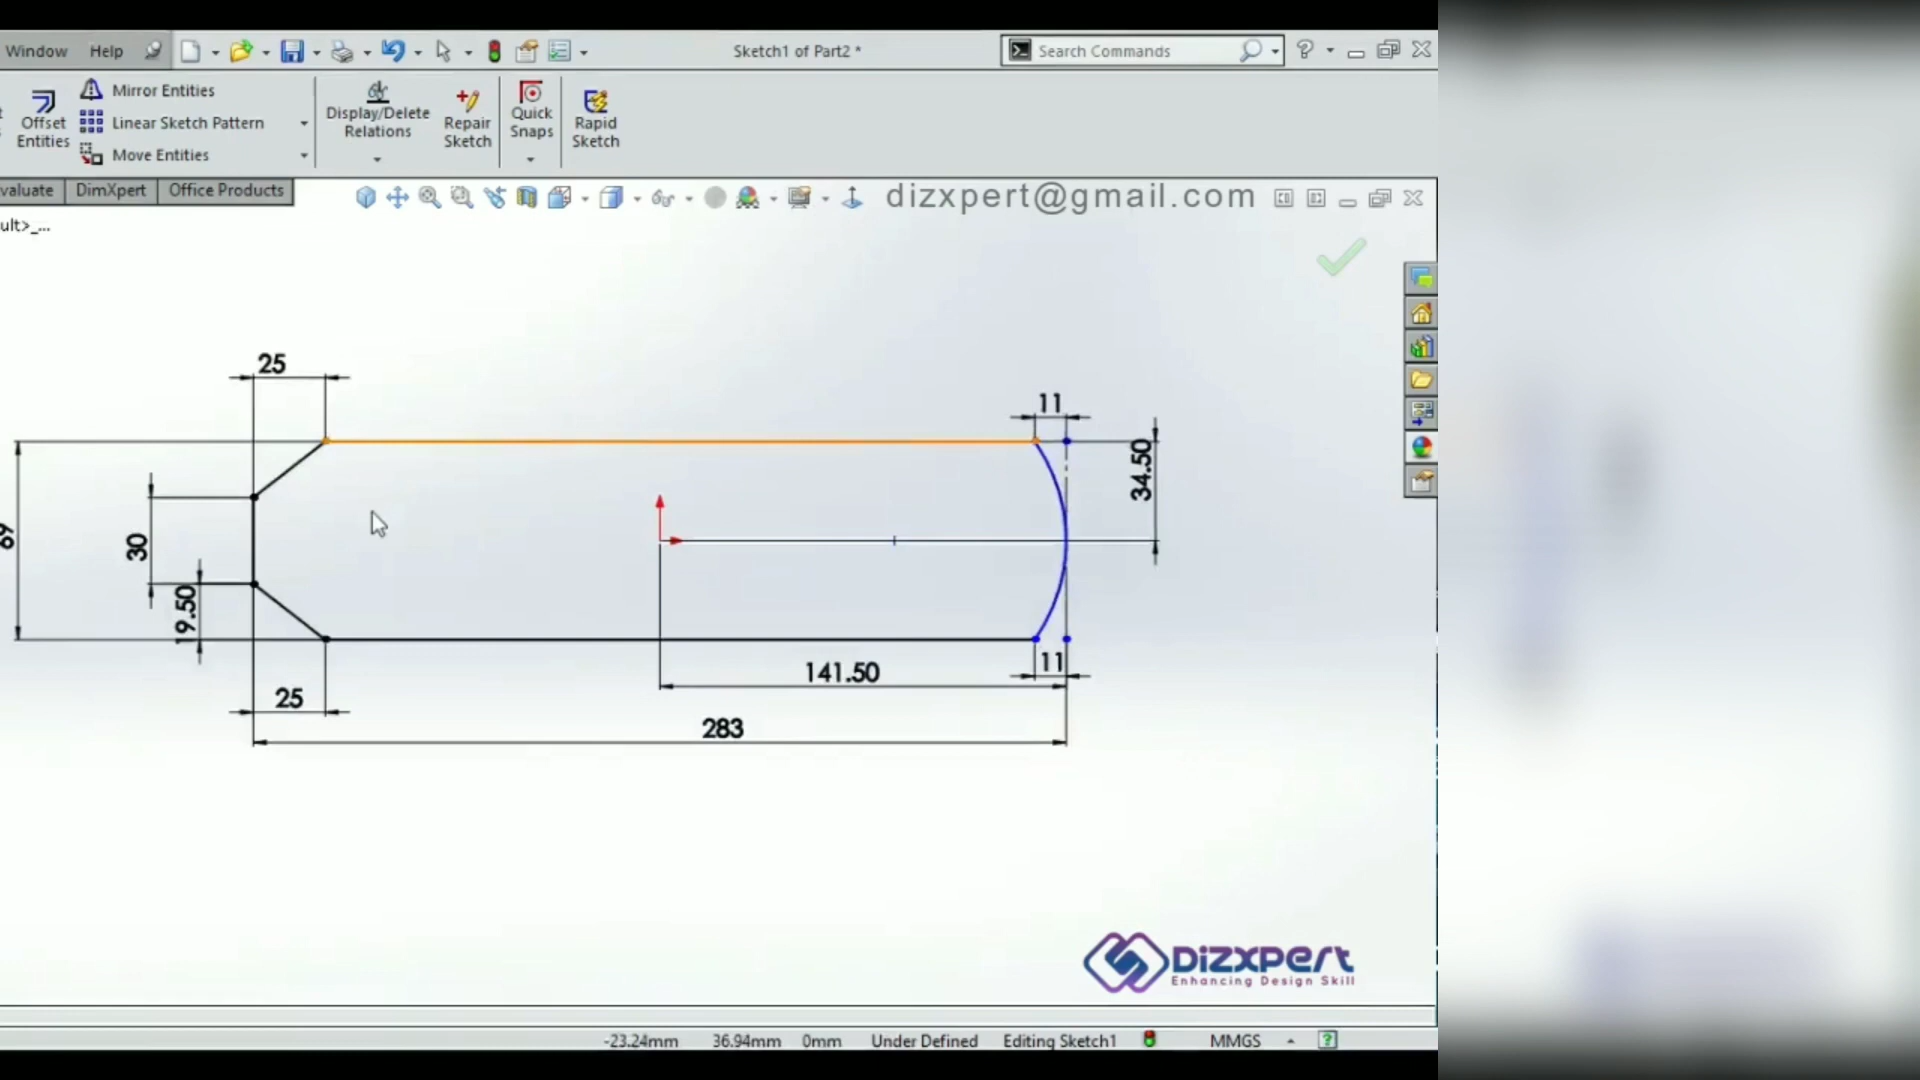 Window Help
Sketch1 of Part2 *
Search Commands
Offset
Entities
Mirror Entities
Linear Sketch Pattern
Move Entities
Display/Delete
Relations
Repair
Sketch
Quick
Snaps
Rapid
Sketch
valuate
DimXpert
Office Products
dizxpert@gmail.com
ult>_...
25
11
34.50
69
30
19.50
11
141.50
25
283
DizxperT
Enhancing Design Skill
-23.24mm 36.94mm 0mm Under Defined Editing Sketch1 MMGS